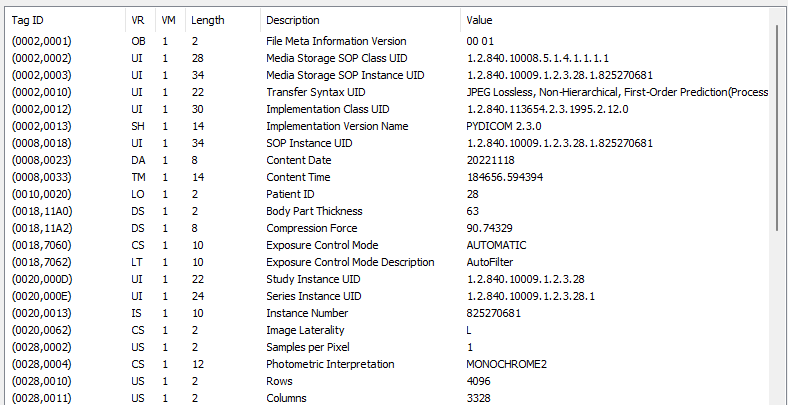 Tag ID VR VM Length Description Value
(0002,0001) OB 1 2 File Meta Information Version 00 01
(0002,0002) UI 1 28 Media Storage SOP Class UID 1.2.840.10008.5.1.4.1.1.1.1
(0002,0003) UI 1 34 Media Storage SOP Instance UID 1.2.840.10009.1.2.3.28.1.825270681
(0002,0010) UI 1 22 Transfer Syntax UID JPEG Lossless, Non-Hierarchical, First-Order Prediction(Process
(0002,0012) UI 1 30 Implementation Class UID 1.2.840.113654.2.3.1995.2.12.0
(0002,0013) SH 1 14 Implementation Version Name PYDICOM 2.3.0
(0008,0018) UI 1 34 SOP Instance UID 1.2.840.10009.1.2.3.28.1.825270681
(0008,0023) DA 1 8 Content Date 20221118
(0008,0033) TM 1 14 Content Time 184656.594394
(0010,0020) LO 1 2 Patient ID 28
(0018,11A0) DS 1 2 Body Part Thickness 63
(0018,11A2) DS 1 8 Compression Force 90.74329
(0018,7060) CS 1 10 Exposure Control Mode AUTOMATIC
(0018,7062) LT 1 10 Exposure Control Mode Description AutoFilter
(0020,000D) UI 1 22 Study Instance UID 1.2.840.10009.1.2.3.28
(0020,000E) UI 1 24 Series Instance UID 1.2.840.10009.1.2.3.28.1
(0020,0013) IS 1 10 Instance Number 825270681
(0020,0062) CS 1 2 Image Laterality L
(0028,0002) US 1 2 Samples per Pixel 1
(0028,0004) CS 1 12 Photometric Interpretation MONOCHROME2
(0028,0010) US 1 2 Rows 4096
(0028,0011) US 1 2 Columns 3328